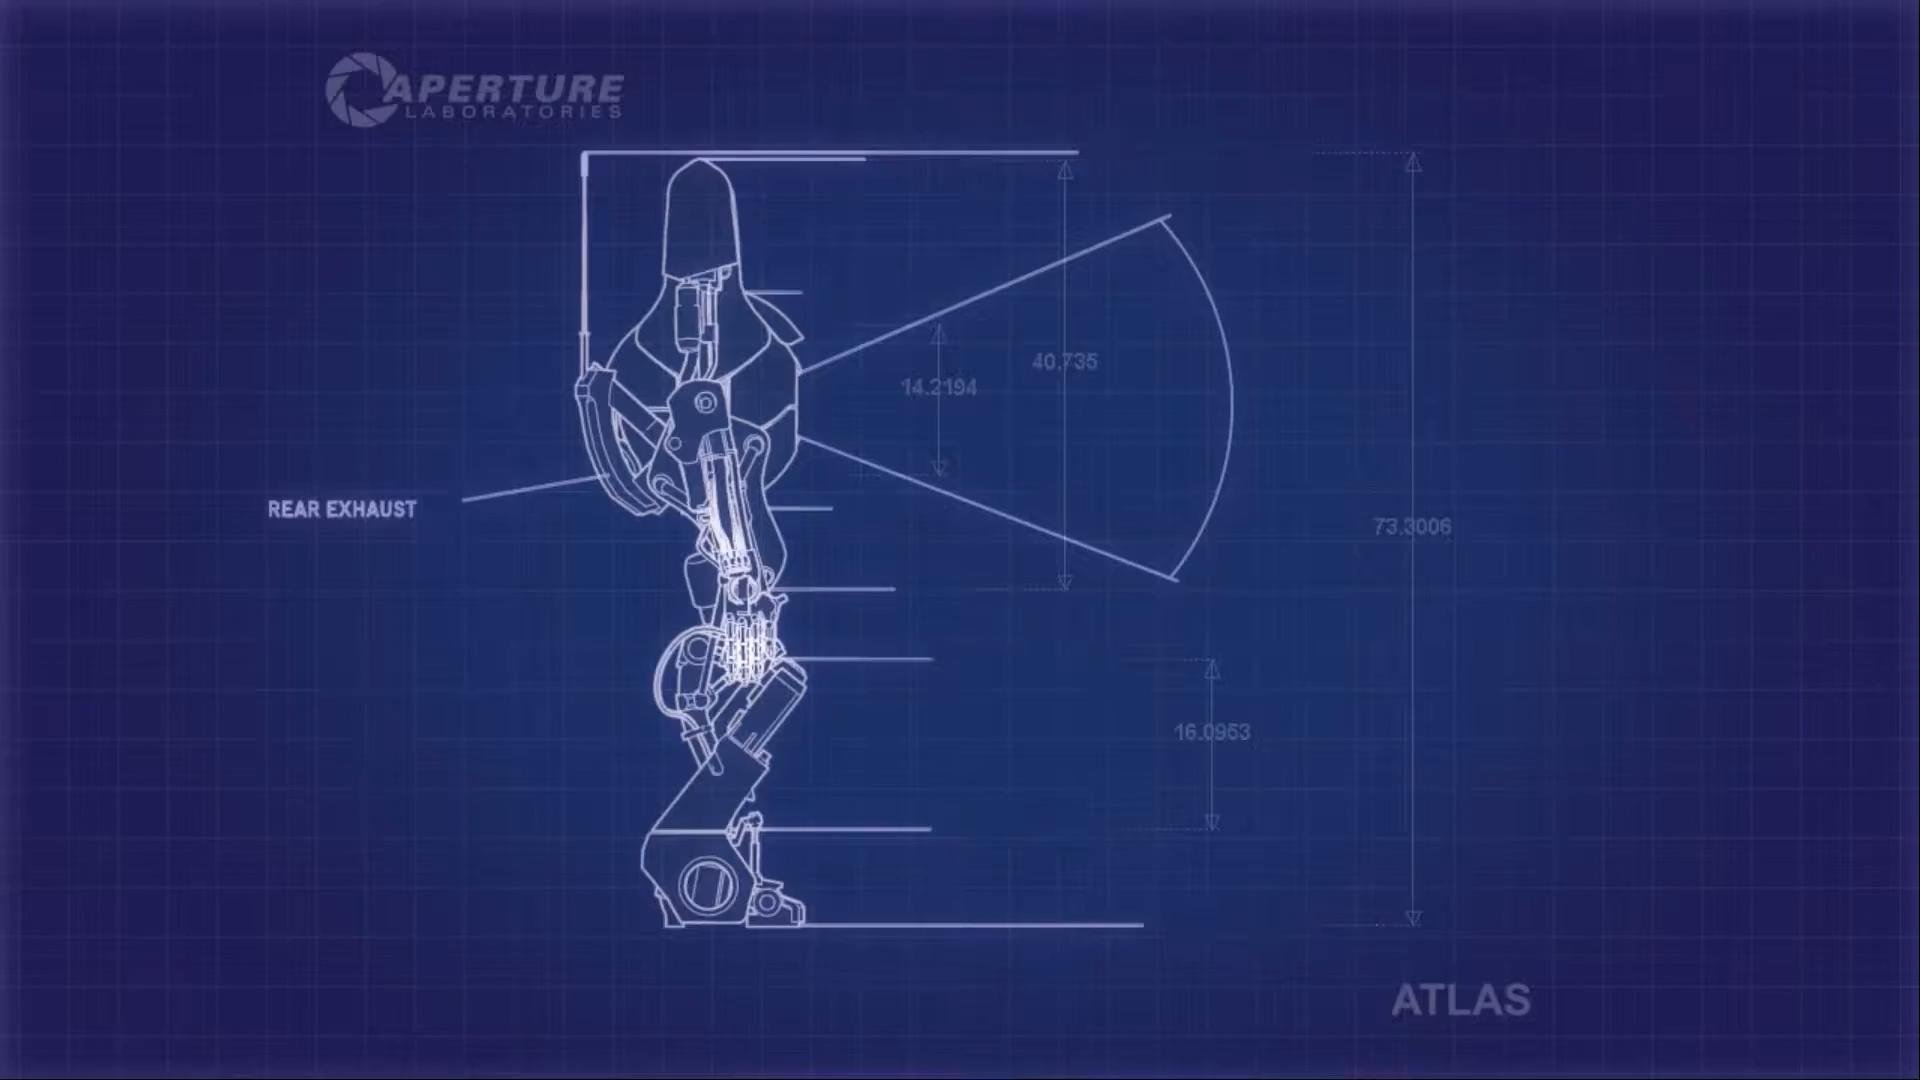 APERTURE
LABORATORIES
40.735
14.2194
REAR EXHAUST
73.3006
16.0953
ATLAS